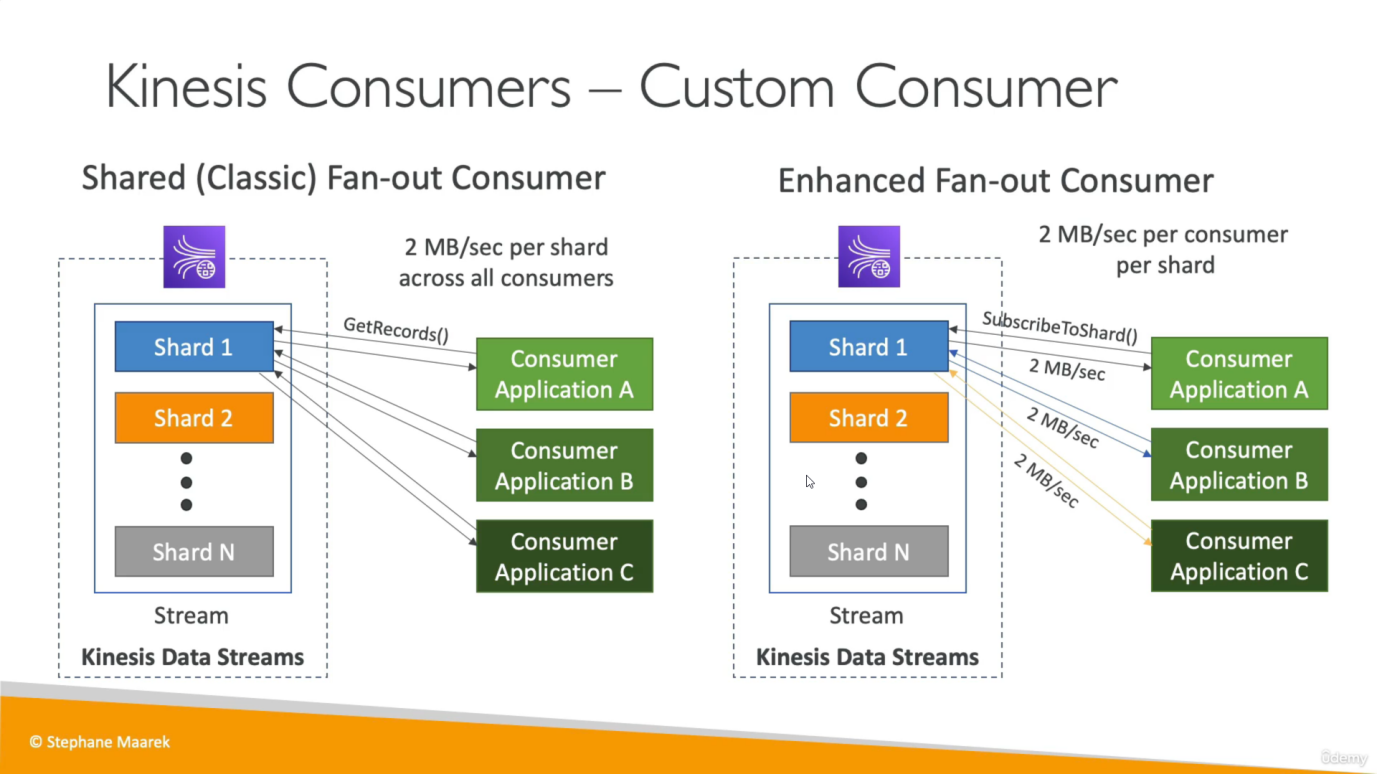 Kinesis Consumers – Custom Consumer
Shared (Classic) Fan-out Consumer
2 MB/sec per shard
across all consumers
GetRecords()
Shard 1
Shard 2
Shard N
Stream
Kinesis Data Streams
Consumer
Application A
Consumer
Application B
Consumer
Application C
Enhanced Fan-out Consumer
2 MB/sec per consumer
per shard
SubscribeToShard()
2 MB/sec
2 MB/sec
2 MB/sec
Shard 1
Shard 2
Shard N
Stream
Kinesis Data Streams
Consumer
Application A
Consumer
Application B
Consumer
Application C
© Stephane Maarek
ûdemy